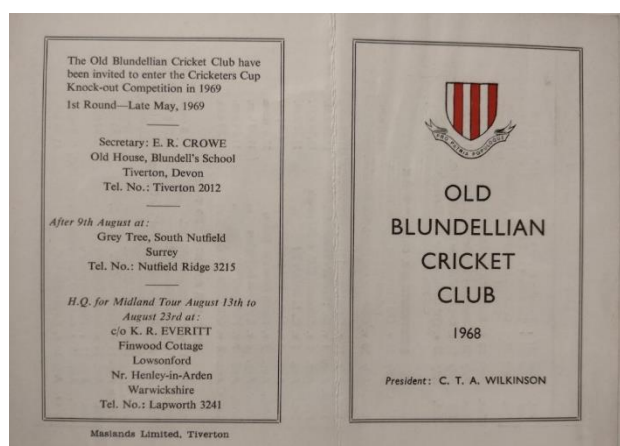 The Old Blundellian Cricket Club have
been invited to enter the Cricketers Cup
Knock-out Competition in 1969
1st Round—Late May, 1969
Secretary: E. R. CROWE
Old House, Blundell's School
Tiverton, Devon
Tel. No.: Tiverton 2012
After 9th August at:
Grey Tree, South Nutfield
Surrey
Tel. No.: Nutfield Ridge 3215
H.Q. for Midland Tour August 13th to
August 23rd at:
c/o K. R. EVERITT
Finwood Cottage
Lowsonford
Nr. Henley-in-Arden
Warwickshire
Tel. No.: Lapworth 3241
Maslands Limited, Tiverton
PRO PATRIA POPULOQUE
OLD
BLUNDELLIAN
CRICKET
CLUB
1968
President: C. T. A. WILKINSON